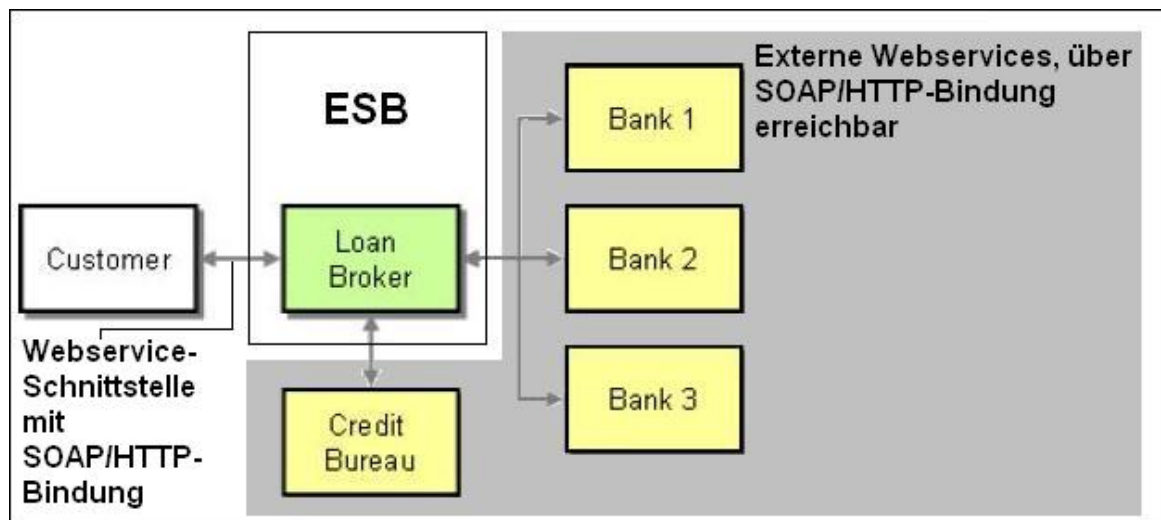 Externe Webservices, über
SOAP/HTTP-Bindung
erreichbar
ESB
Bank 1
Customer
Loan
Broker
Bank 2
Webservice-
Schnittstelle
mit
SOAP/HTTP-
Bindung
Credit
Bureau
Bank 3